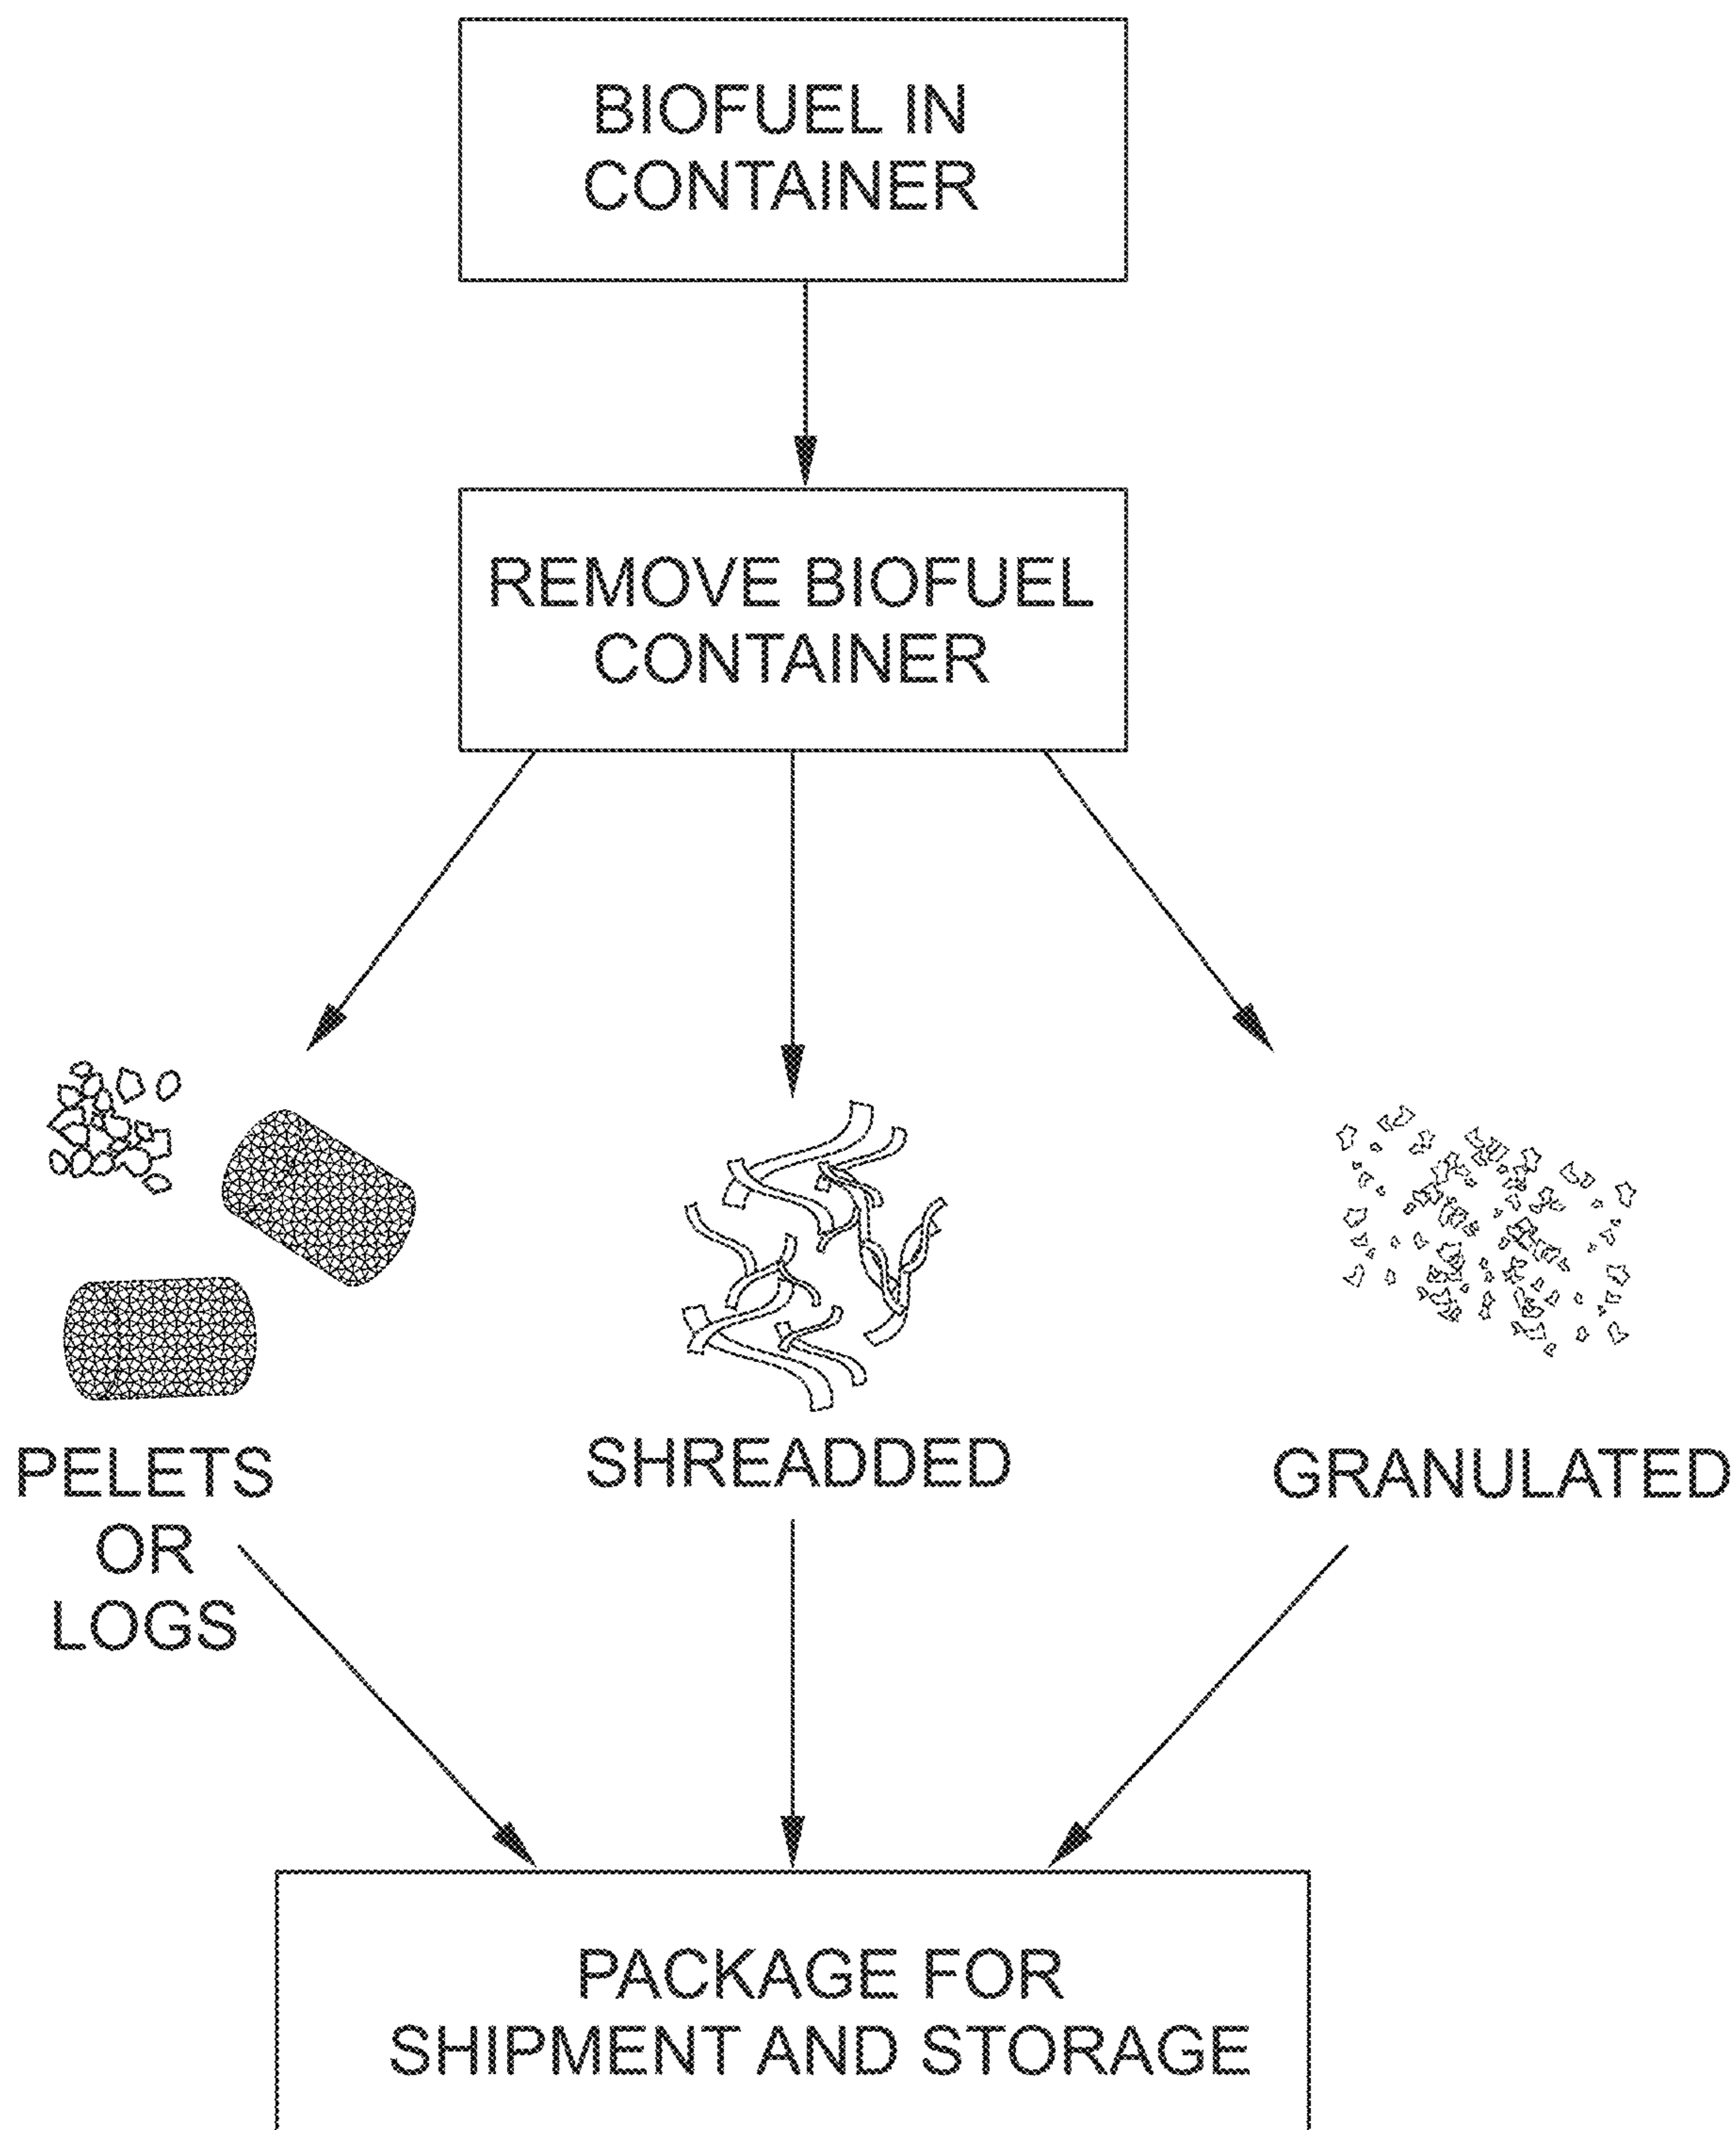 BIOFUEL IN
CONTAINER
REMOVE BIOFUEL
CONTAINER
PELETS
OR
LOGS
SHREADDED
GRANULATED
PACKAGE FOR
SHIPMENT AND STORAGE